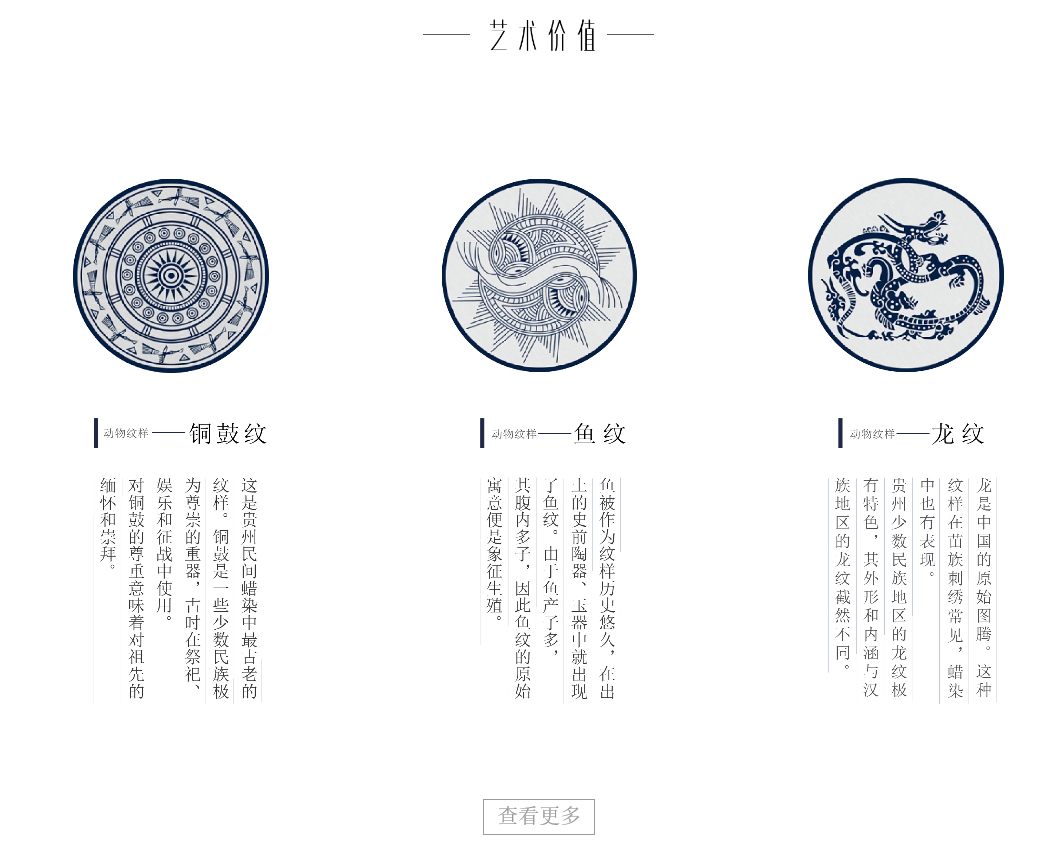 艺术价值
动物纹样——铜鼓纹
这是贵州民间蜡染中最古老的
纹样。铜鼓是一些少数民族极
为尊崇的重器，古时在祭祀、
娱乐和征战中使用。
对铜鼓的尊重意味着对祖先的
缅怀和崇拜。
动物纹样——鱼纹
鱼被作为纹样历史悠久，在出
土的史前陶器、玉器中就出现
了鱼纹。由于鱼产子多，
其腹内多子，因此鱼纹的原始
寓意便是象征生殖。
动物纹样——龙纹
龙是中国的原始图腾。这种
纹样在苗族刺绣常见，蜡染
中也有表现。
贵州少数民族地区的龙纹极
有特色，其外形和内涵与汉
族地区的龙纹截然不同。
查看更多